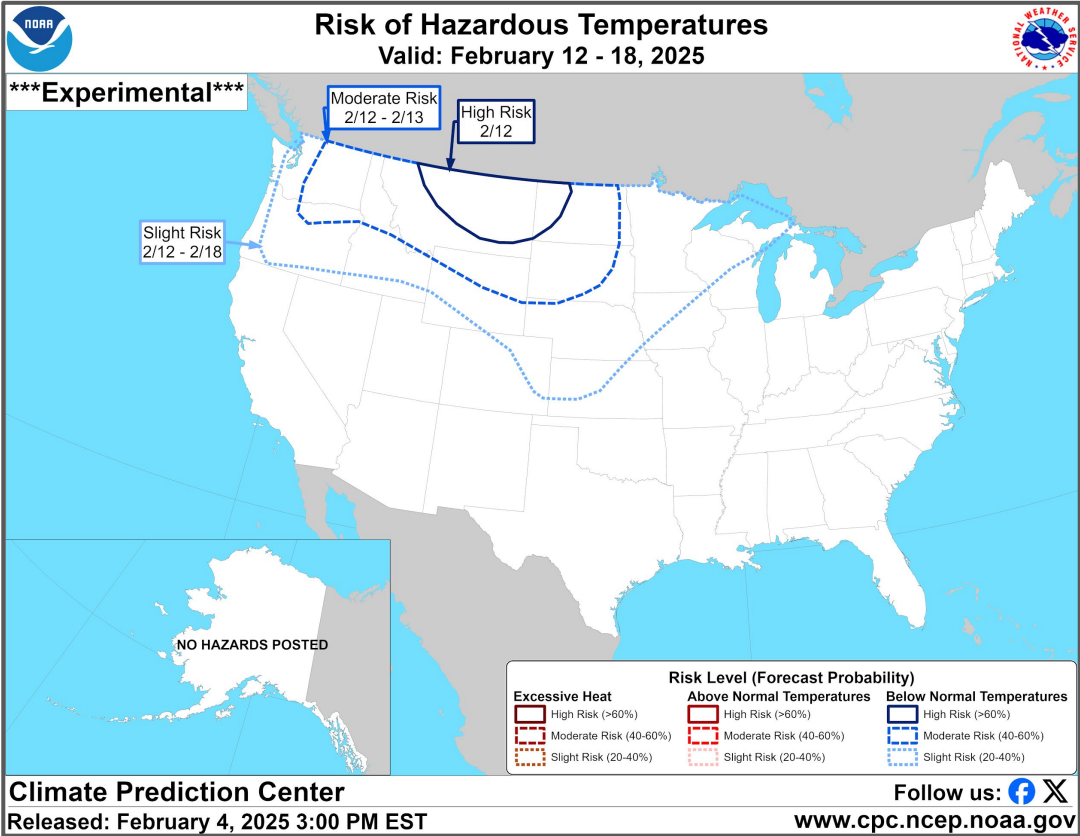 NOAA
Risk of Hazardous Temperatures
Valid: February 12 - 18, 2025
NATIONAL WEATHER SERVICE
***Experimental***
Moderate Risk
2/12 - 2/13
High Risk
2/12
Slight Risk
2/12 - 2/18
NO HAZARDS POSTED
Risk Level (Forecast Probability)
Excessive Heat
High Risk (>60%)
Moderate Risk (40-60%)
Slight Risk (20-40%)
Above Normal Temperatures
High Risk (>60%)
Moderate Risk (40-60%)
Slight Risk (20-40%)
Below Normal Temperatures
High Risk (>60%)
Moderate Risk (40-60%)
Slight Risk (20-40%)
Climate Prediction Center
Follow us:
Released: February 4, 2025 3:00 PM EST
www.cpc.ncep.noaa.gov